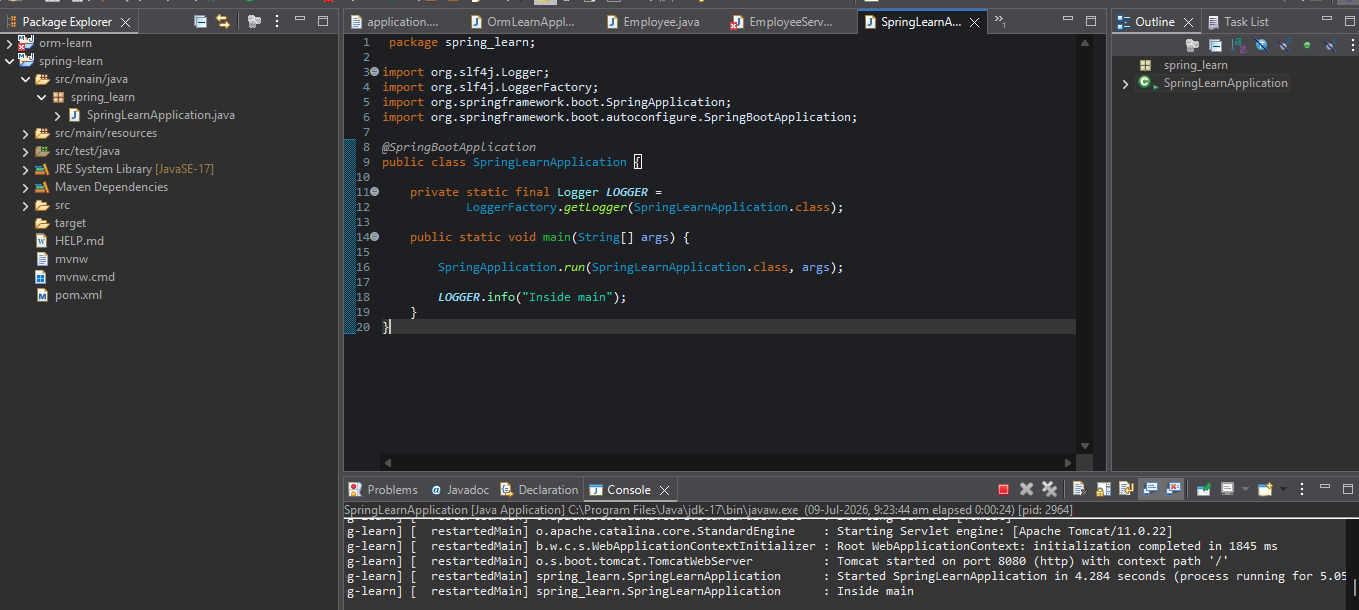 Package Explorer
orm-learn
spring-learn
src/main/java
spring_learn
SpringLearnApplication.java
src/main/resources
src/test/java
JRE System Library [JavaSE-17]
Maven Dependencies
src
target
HELP.md
mvnw
mvnw.cmd
pom.xml
application....
OrmLearnAppl...
Employee.java
EmployeeServ...
SpringLearnA...
»1
1 package spring_learn;
2
3 import org.slf4j.Logger;
4 import org.slf4j.LoggerFactory;
5 import org.springframework.boot.SpringApplication;
6 import org.springframework.boot.autoconfigure.SpringBootApplication;
7
8 @SpringBootApplication
9 public class SpringLearnApplication {
10
11 private static final Logger LOGGER =
12 LoggerFactory.getLogger(SpringLearnApplication.class);
13
14 public static void main(String[] args) {
15
16 SpringApplication.run(SpringLearnApplication.class, args);
17
18 LOGGER.info("Inside main");
19 }
20 }
Outline
Task List
spring_learn
SpringLearnApplication
Problems
Javadoc
Declaration
Console
SpringLearnApplication [Java Application] C:\Program Files\Java\jdk-17\bin\javaw.exe (09-Jul-2026, 9:23:44 am elapsed 0:00:24) [pid: 2964]
g-learn] [ restartedMain] o.apache.catalina.core.StandardEngine : Starting Servlet engine: [Apache Tomcat/11.0.22]
g-learn] [ restartedMain] b.w.c.s.WebApplicationContextInitializer : Root WebApplicationContext: initialization completed in 1845 ms
g-learn] [ restartedMain] o.s.boot.tomcat.TomcatWebServer : Tomcat started on port 8080 (http) with context path '/'
g-learn] [ restartedMain] spring_learn.SpringLearnApplication : Started SpringLearnApplication in 4.284 seconds (process running for 5.05
g-learn] [ restartedMain] spring_learn.SpringLearnApplication : Inside main